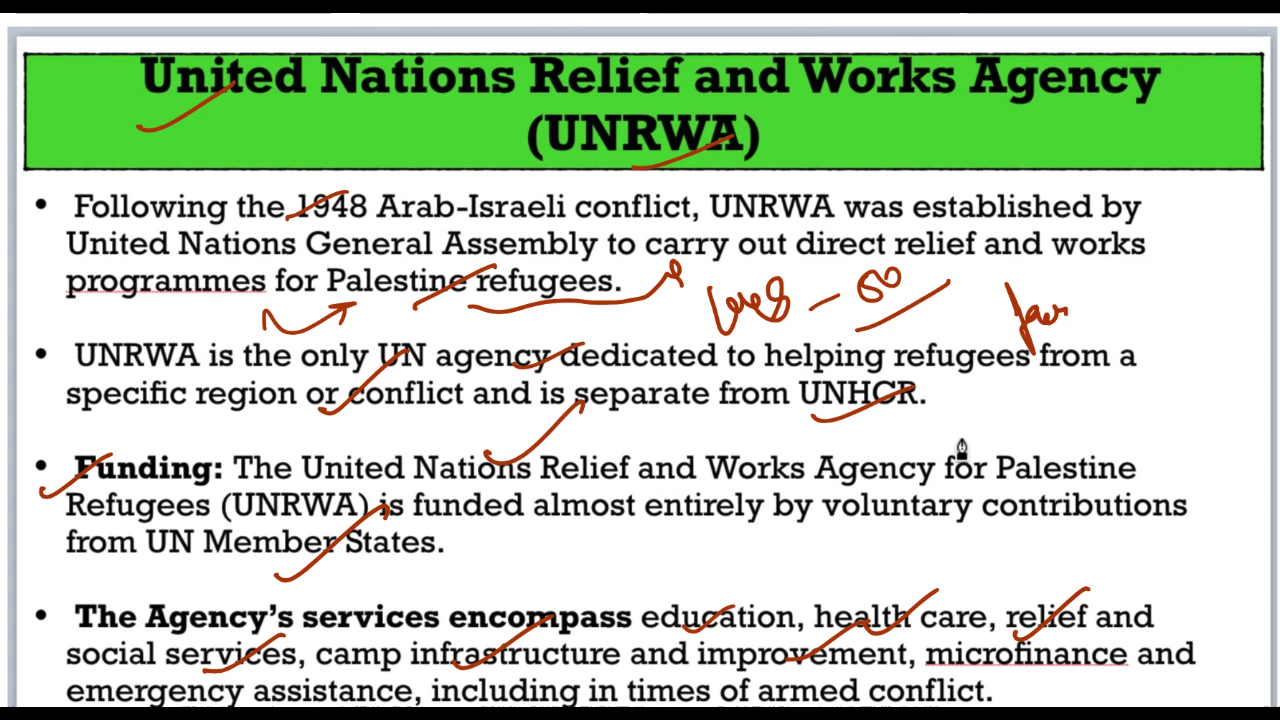 United Nations Relief and Works Agency
(UNRWA)
• Following the 1948 Arab-Israeli conflict, UNRWA was established by
United Nations General Assembly to carry out direct relief and works
programmes for Palestine refugees.
• UNRWA is the only UN agency dedicated to helping refugees from a
specific region or conflict and is separate from UNHCR.
• Funding: The United Nations Relief and Works Agency for Palestine
Refugees (UNRWA) is funded almost entirely by voluntary contributions
from UN Member States.
• The Agency's services encompass education, health care, relief and
social services, camp infrastructure and improvement, microfinance and
emergency assistance, including in times of armed conflict.